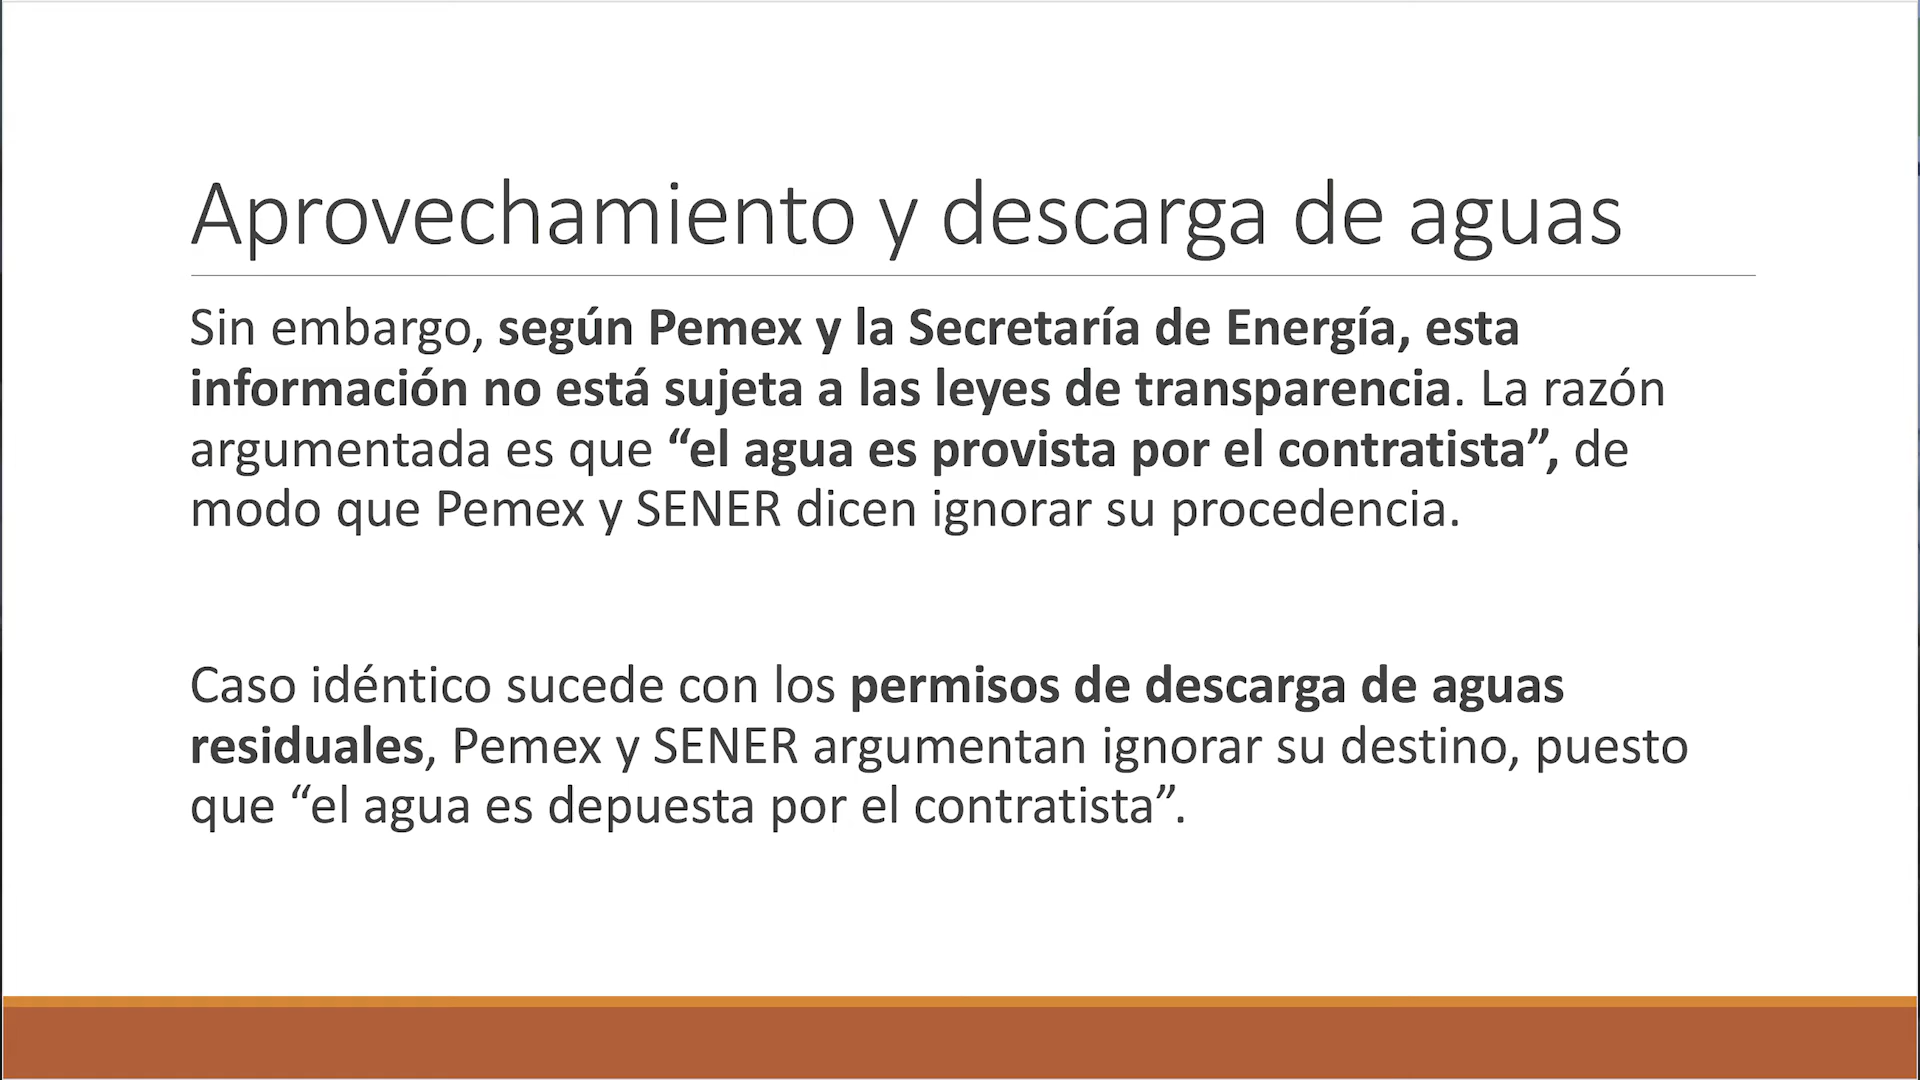 Aprovechamiento y descarga de aguas
Sin embargo, según Pemex y la Secretaría de Energía, esta
información no está sujeta a las leyes de transparencia. La razón
argumentada es que “el agua es provista por el contratista”, de
modo que Pemex y SENER dicen ignorar su procedencia.
Caso idéntico sucede con los permisos de descarga de aguas
residuales, Pemex y SENER argumentan ignorar su destino, puesto
que “el agua es depuesta por el contratista”.